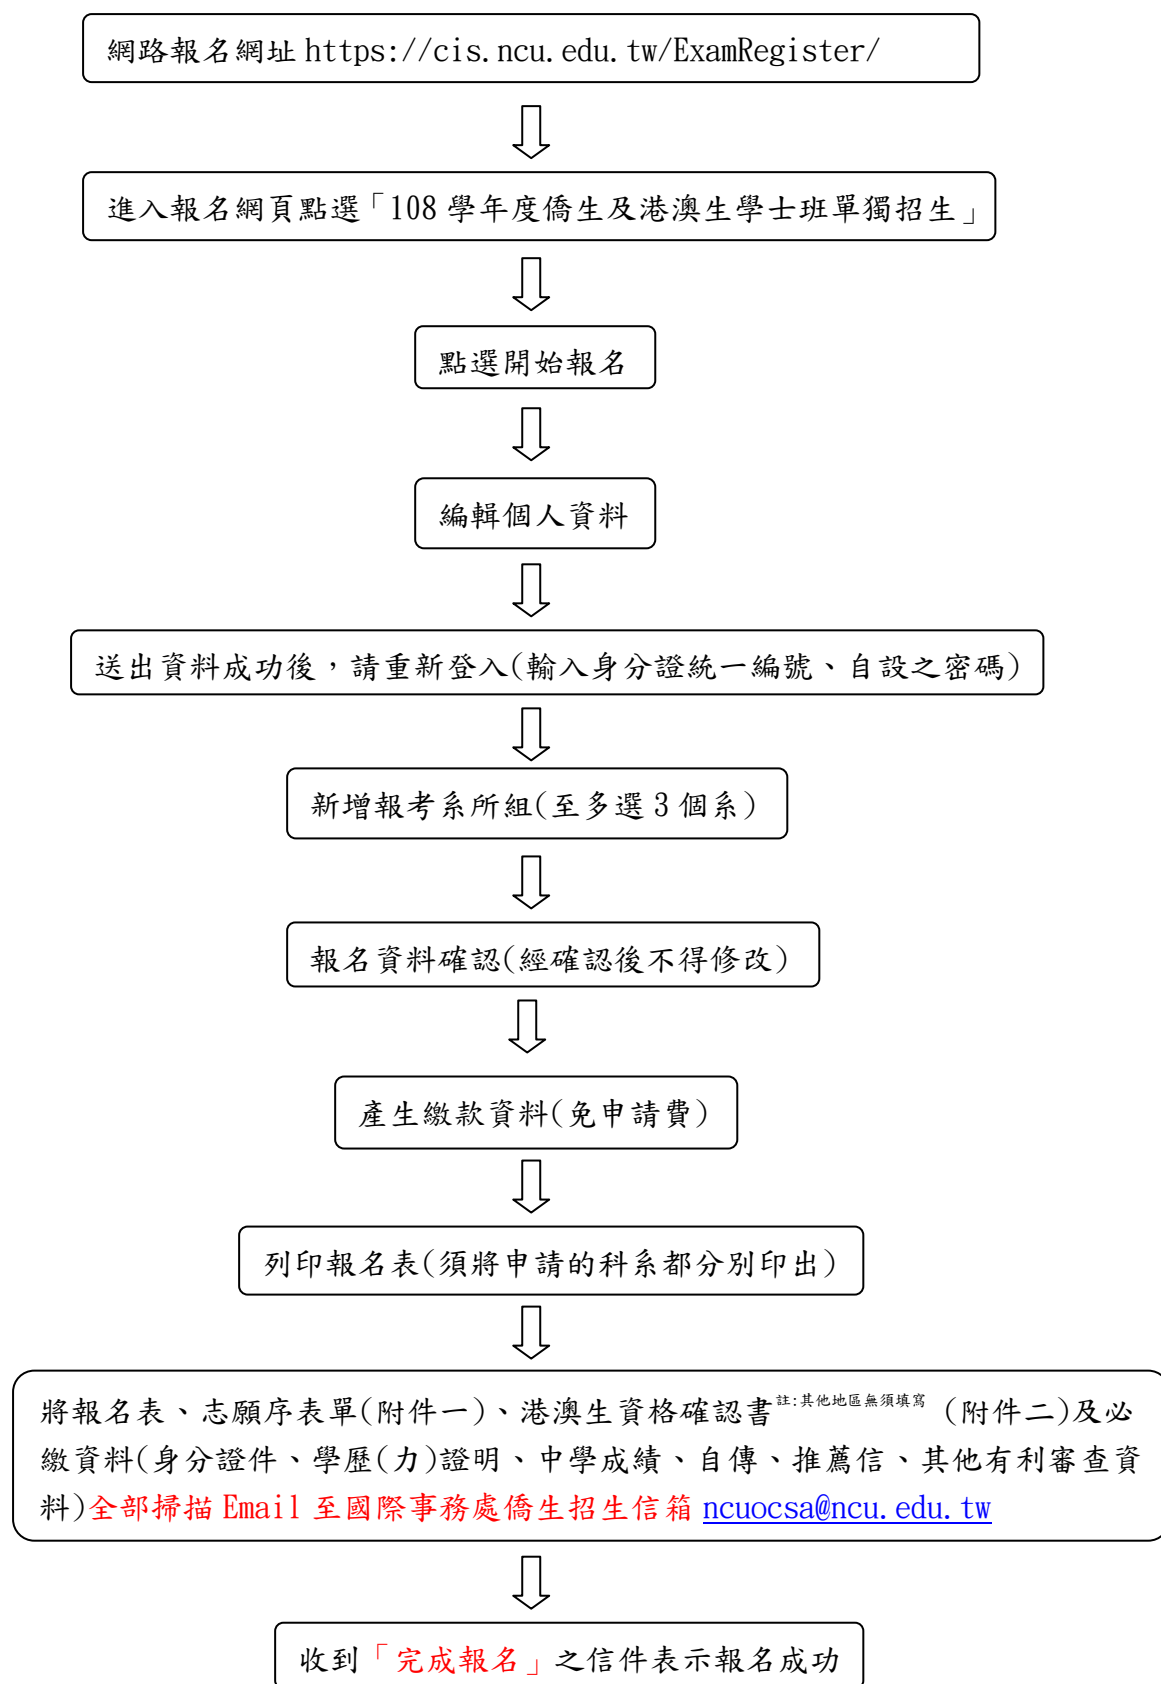 網路報名網址 https://cis.ncu.edu.tw/ExamRegister/
進入報名網頁點選「108 學年度僑生及港澳生學士班單獨招生」
點選開始報名
編輯個人資料
送出資料成功後，請重新登入(輸入身分證統一編號、自設之密碼)
新增報考系所組(至多選 3 個系)
報名資料確認(經確認後不得修改)
產生繳款資料(免申請費)
列印報名表(須將申請的科系都分別印出)
將報名表、志願序表單(附件一)、港澳生資格確認書註:其他地區無須填寫 (附件二)及必
繳資料(身分證件、學歷(力)證明、中學成績、自傳、推薦信、其他有利審查資
料)全部掃描 Email 至國際事務處僑生招生信箱 ncuocsa@ncu.edu.tw
收到「完成報名」之信件表示報名成功